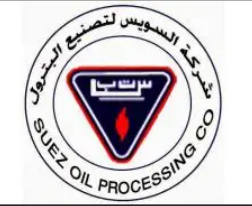 شركة السويس لتصنيع البترول
س ت ب
SUEZ OIL PROCESSING CO